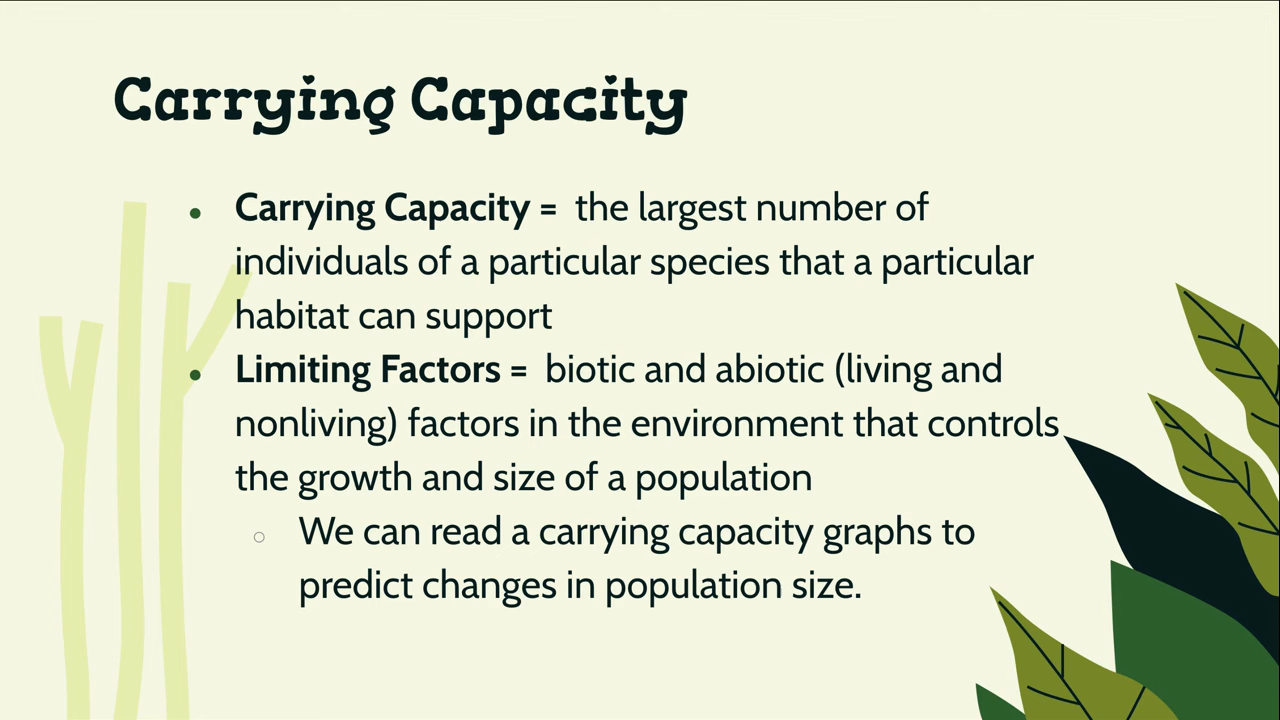 Carrying Capacity
● Carrying Capacity = the largest number of
individuals of a particular species that a particular
habitat can support
● Limiting Factors = biotic and abiotic (living and
nonliving) factors in the environment that controls
the growth and size of a population
○ We can read a carrying capacity graphs to
predict changes in population size.